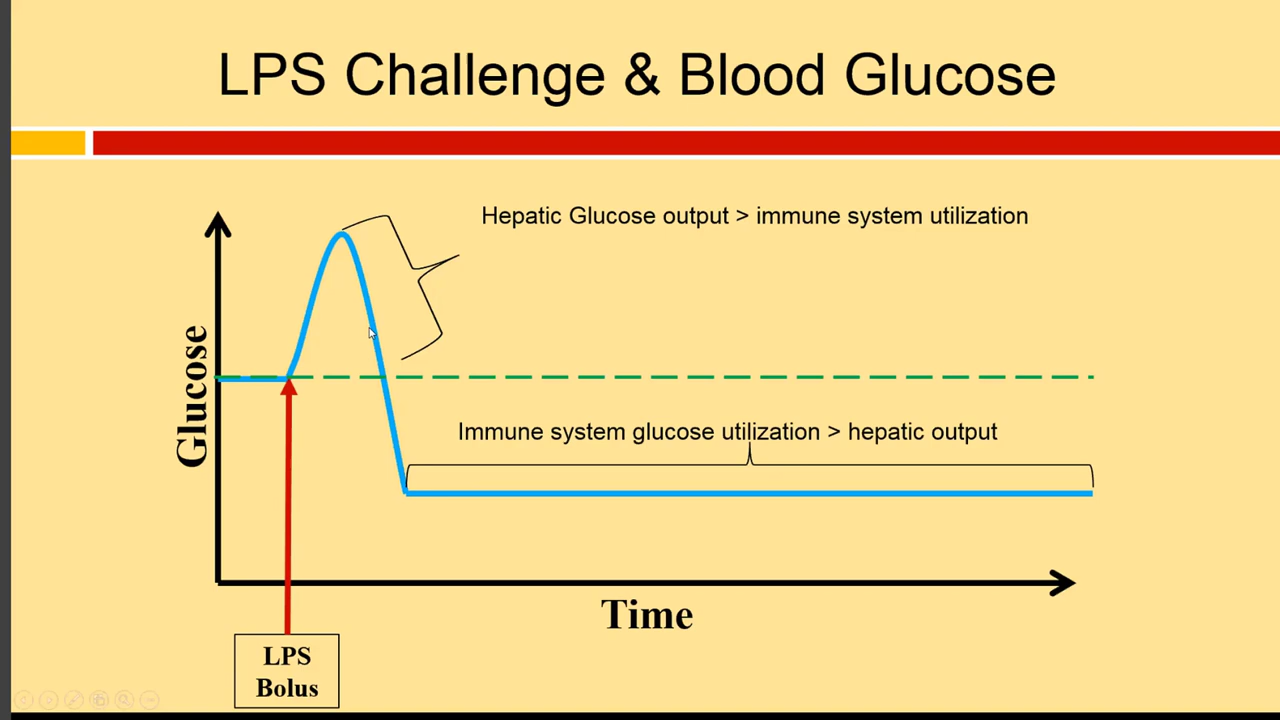 LPS Challenge & Blood Glucose
Hepatic Glucose output > immune system utilization
Glucose
Immune system glucose utilization > hepatic output
Time
LPS
Bolus